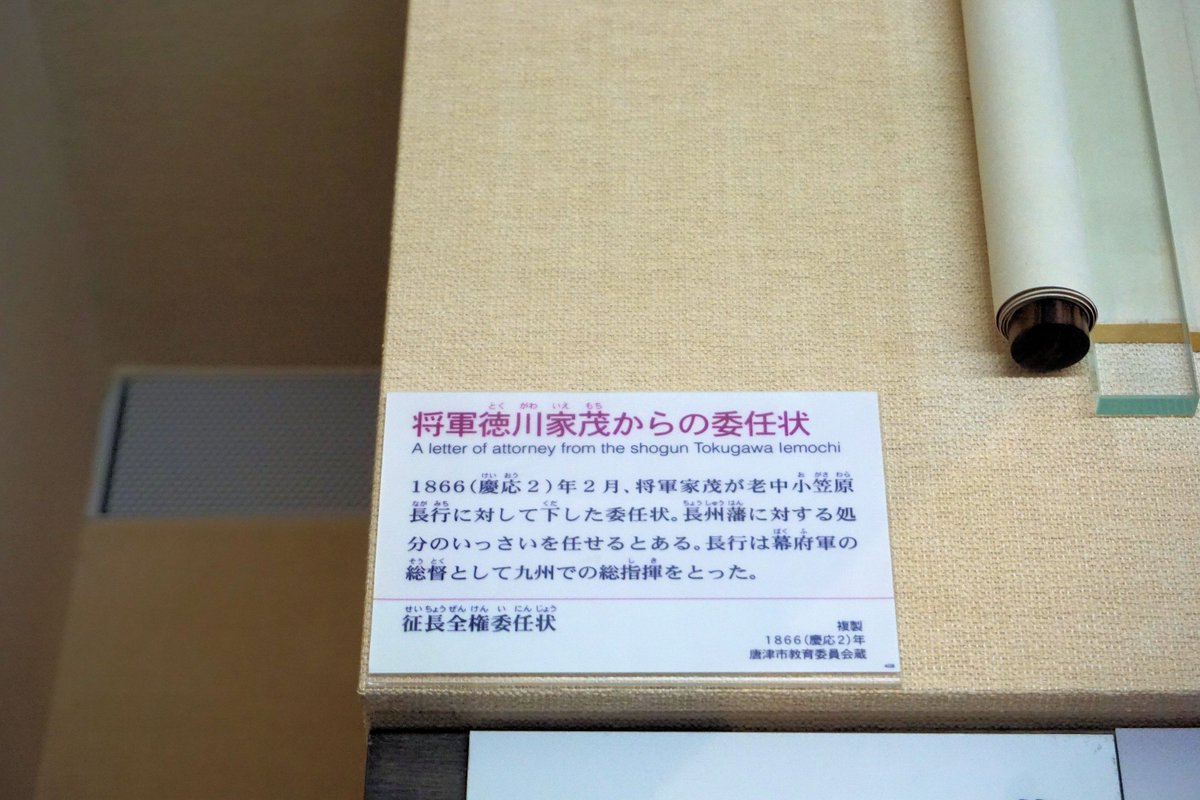 将軍徳川家茂からの委任状
A letter of attorney from the shogun Tokugawa Iemochi
1866(慶応2)年2月、将軍家茂が老中小笠原
長行に対して下した委任状。長州藩に対する処
分のいっさいを任せるとある。長行は幕府軍の
総督として九州での総指揮をとった。
征長全権委任状
複製
1866(慶応2)年
唐津市教育委員会蔵